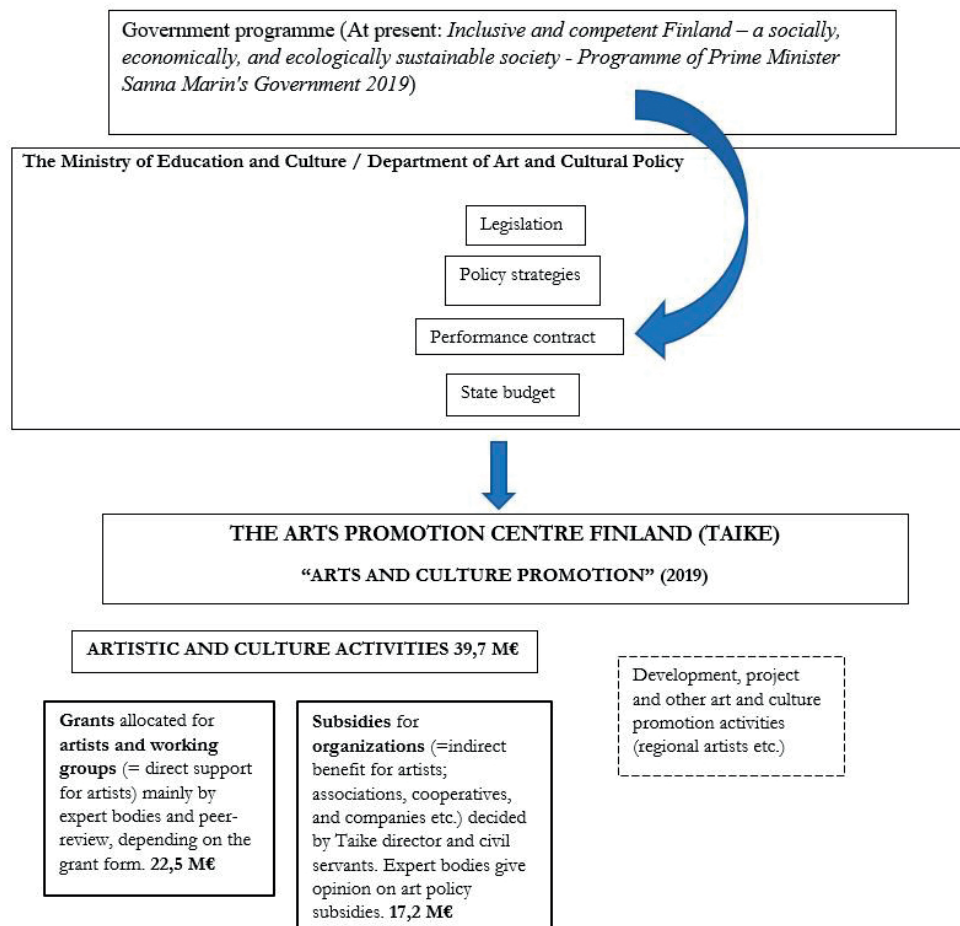 Government programme (At present: Inclusive and competent Finland – a socially,
economically, and ecologically sustainable society - Programme of Prime Minister
Sanna Marin's Government 2019)
The Ministry of Education and Culture / Department of Art and Cultural Policy
Legislation
Policy strategies
Performance contract
State budget
THE ARTS PROMOTION CENTRE FINLAND (TAIKE)
“ARTS AND CULTURE PROMOTION” (2019)
ARTISTIC AND CULTURE ACTIVITIES 39,7 M€
Grants allocated for
artists and working
groups (= direct support
for artists) mainly by
expert bodies and peer-
review, depending on the
grant form. 22,5 M€
Subsidies for
organizations (=indirect
benefit for artists;
associations, cooperatives,
and companies etc.) decided
by Taike director and civil
servants. Expert bodies give
opinion on art policy
subsidies. 17,2 M€
Development, project
and other art and culture
promotion activities
(regional artists etc.)